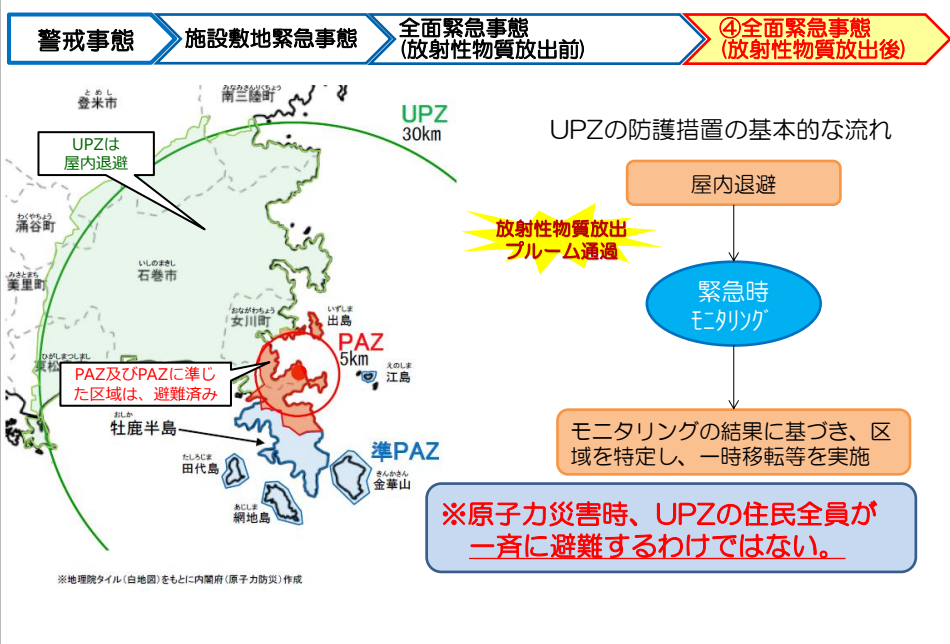 警戒事態
施設敷地緊急事態
全面緊急事態
(放射性物質放出前)
④全面緊急事態
(放射性物質放出後)
とめし
登米市
みなみさんりくちょう
南三陸町
UPZ
30km
UPZは
屋内退避
わくやちょう
涌谷町
みさとまち
美里町
いしのまきし
石巻市
おながわちょう
女川町
いずしま
出島
PAZ
5km
えのしま
江島
ひがしまつしまし
東松
PAZ及びPAZに準じ
た区域は、避難済み
おしか
牡鹿半島
たしろじま
田代島
準PAZ
きんかさん
金華山
あじしま
網地島
※地理院タイル(白地図)をもとに内閣府(原子力防災)作成
UPZの防護措置の基本的な流れ
屋内退避
放射性物質放出
プルーム通過
緊急時
ﾓﾆﾀﾘﾝｸﾞ
モニタリングの結果に基づき、区
域を特定し、一時移転等を実施
※原子力災害時、UPZの住民全員が
一斉に避難するわけではない。